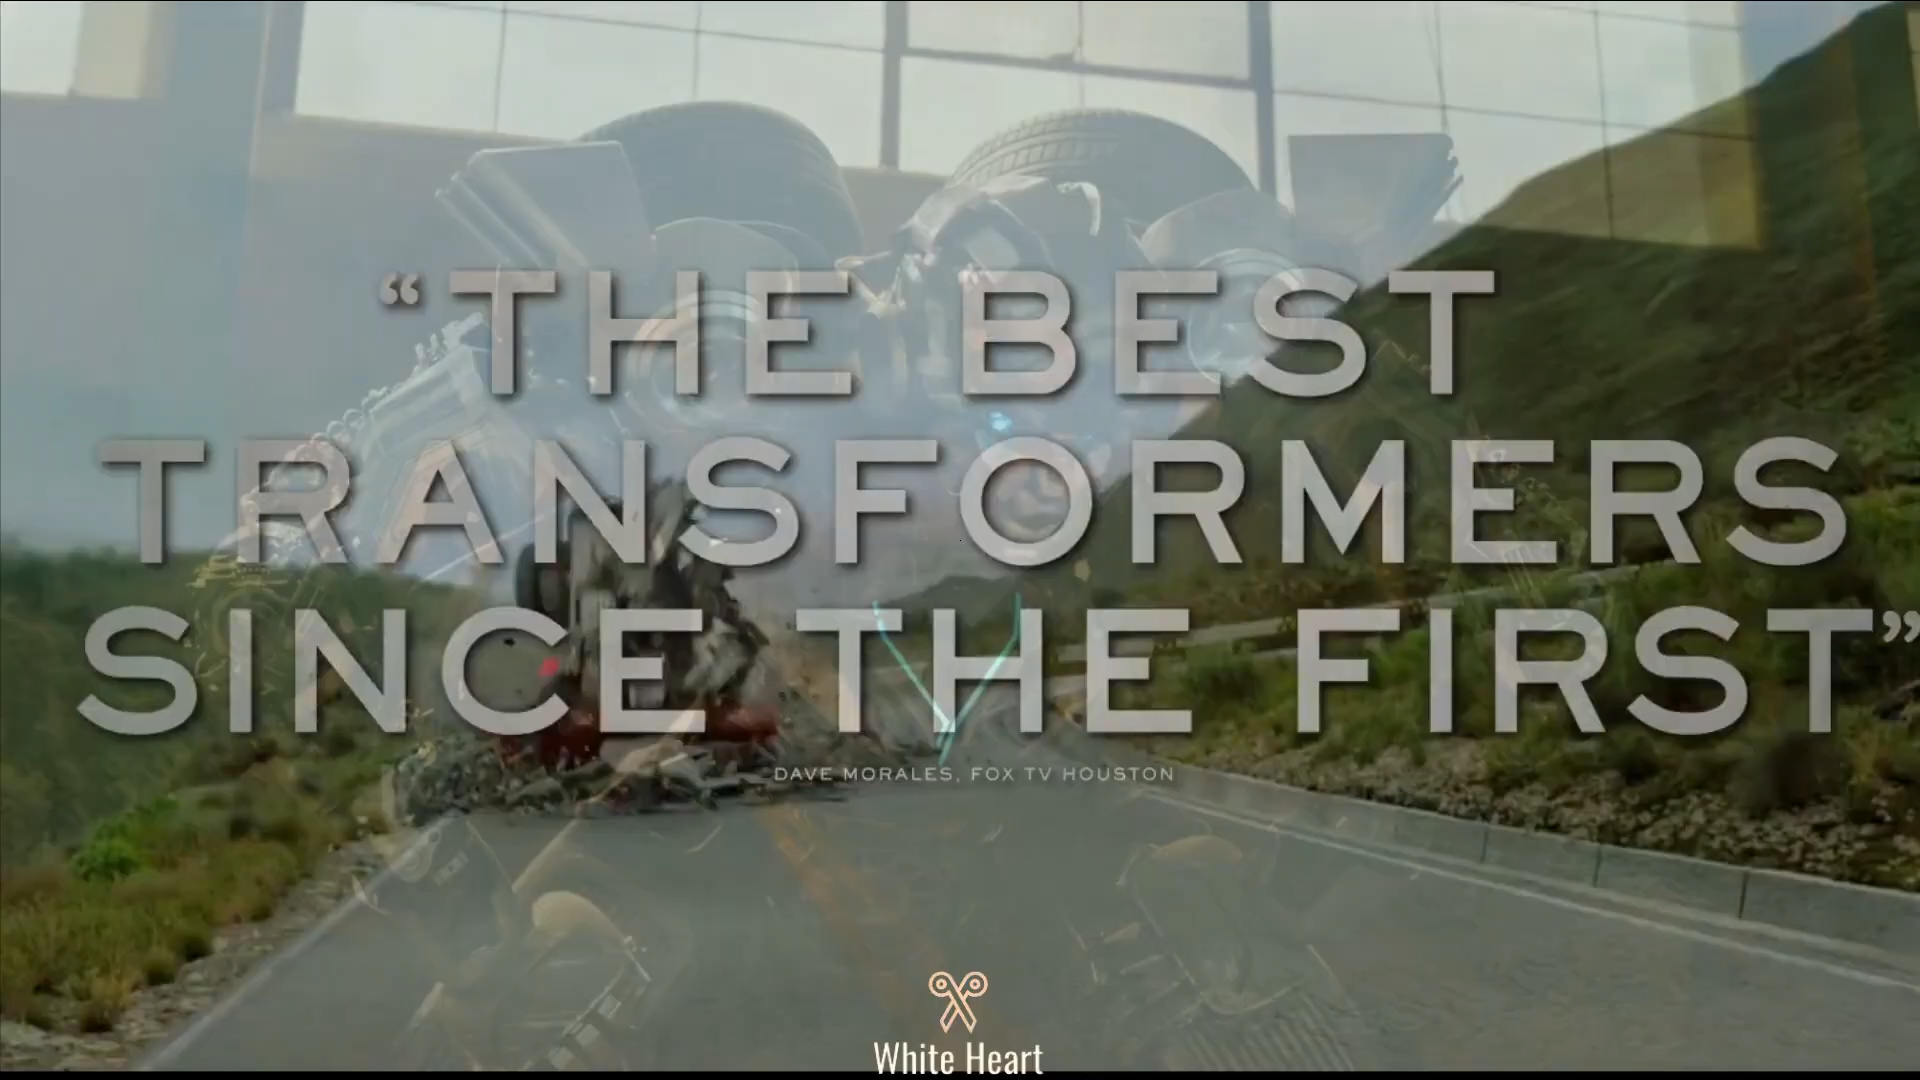 “THE BEST
TRANSFORMERS
SINCE THE FIRST”
DAVE MORALES, FOX TV HOUSTON
White Heart